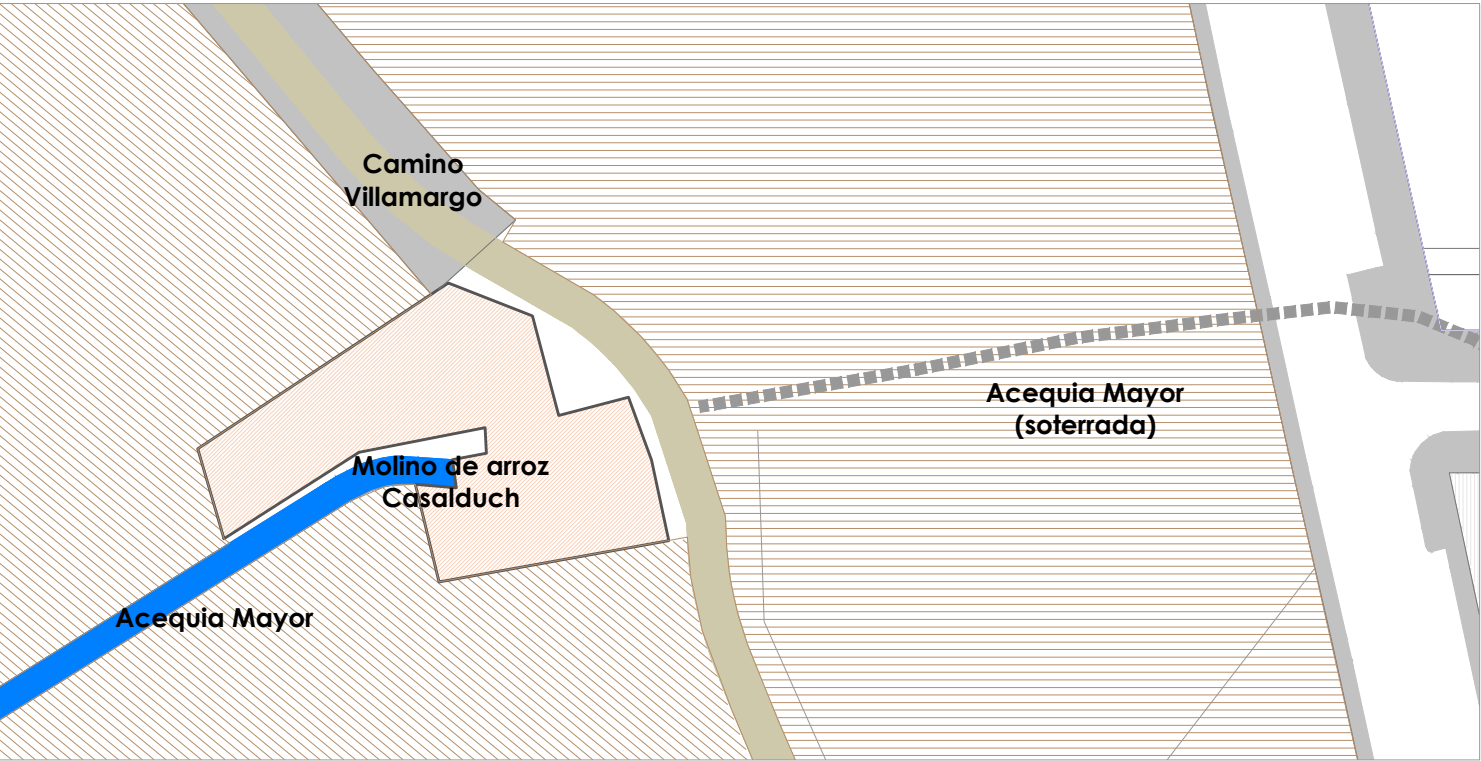 Camino
Villamargo
Acequia Mayor
(soterrada)
Molino de arroz
Casalduch
Acequia Mayor